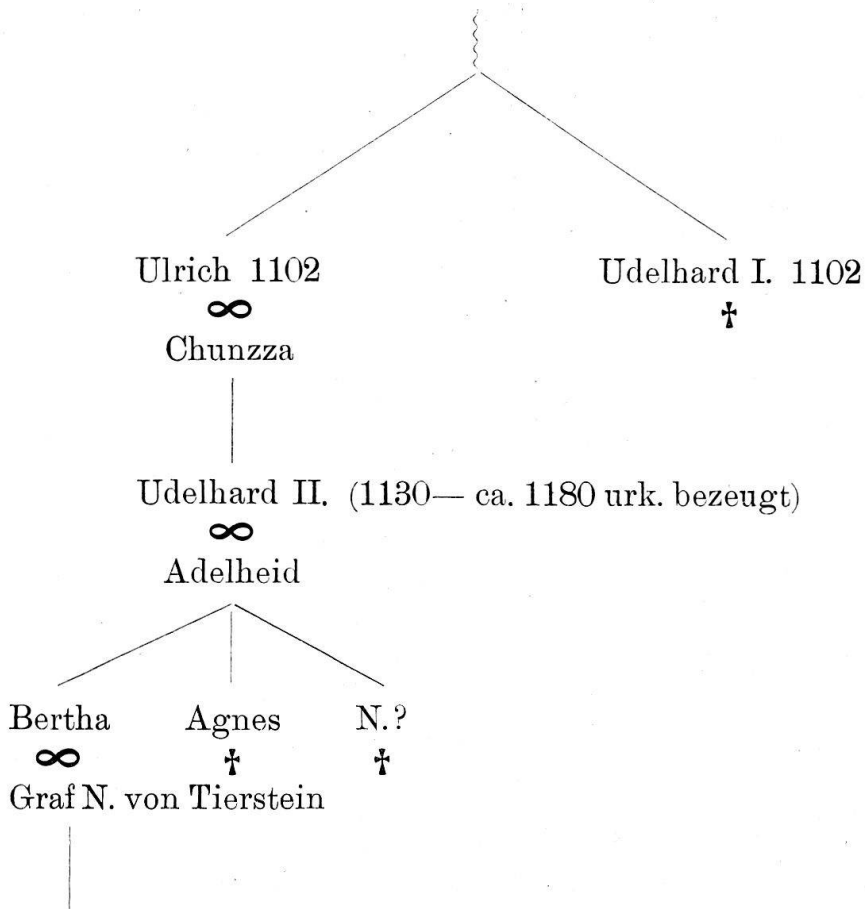 Ulrich 1102 Udelhard I. 1102
∞ †
Chunzza
Udelhard II. (1130— ca. 1180 urk. bezeugt)
∞
Adelheid
Bertha Agnes N.?
∞ † †
Graf N. von Tierstein